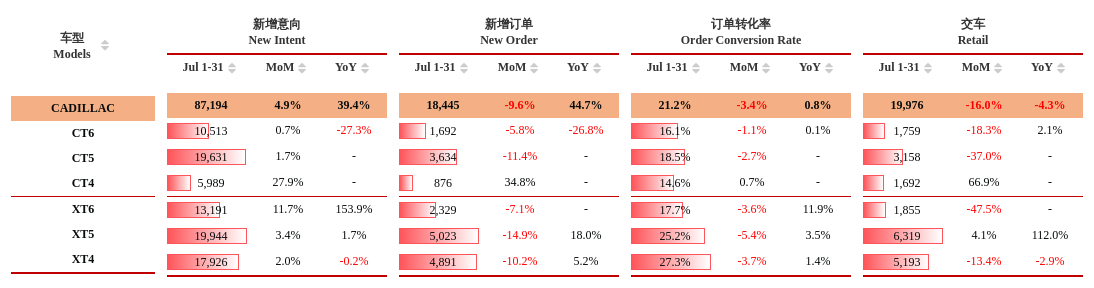 车型
Models
新增意向
New Intent
新增订单
New Order
订单转化率
Order Conversion Rate
交车
Retail
Jul 1-31 MoM YoY Jul 1-31 MoM YoY Jul 1-31 MoM YoY Jul 1-31 MoM YoY
CADILLAC 87,194 4.9% 39.4% 18,445 -9.6% 44.7% 21.2% -3.4% 0.8% 19,976 -16.0% -4.3%
CT6 10,513 0.7% -27.3% 1,692 -5.8% -26.8% 16.1% -1.1% 0.1% 1,759 -18.3% 2.1%
CT5 19,631 1.7% - 3,634 -11.4% - 18.5% -2.7% - 3,158 -37.0% -
CT4 5,989 27.9% - 876 34.8% - 14.6% 0.7% - 1,692 66.9% -
XT6 13,191 11.7% 153.9% 2,329 -7.1% - 17.7% -3.6% 11.9% 1,855 -47.5% -
XT5 19,944 3.4% 1.7% 5,023 -14.9% 18.0% 25.2% -5.4% 3.5% 6,319 4.1% 112.0%
XT4 17,926 2.0% -0.2% 4,891 -10.2% 5.2% 27.3% -3.7% 1.4% 5,193 -13.4% -2.9%